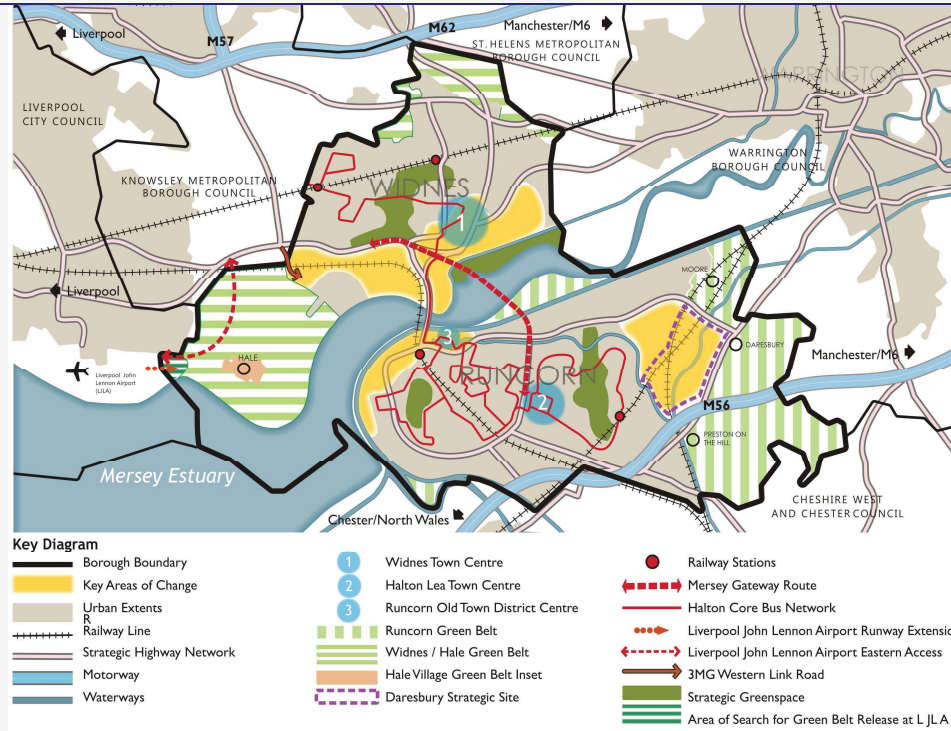 Liverpool
M57
M62
Manchester/M6
ST. HELENS METROPOLITAN
BOROUGH COUNCIL
WARRINGTON
LIVERPOOL
CITY COUNCIL
KNOWSLEY METROPOLITAN
BOROUGH COUNCIL
WARRINGTON
BOROUGH COUNCIL
WIDNES
1
MOORE
Liverpool
3
DARESBURY
HALE
Manchester/M6
Liverpool John
Lennon Airport
(LJLA)
RUNCORN
2
M56
PRESTON ON
THE HILL
Mersey Estuary
CHESHIRE WEST
AND CHESTER COUNCIL
Chester/North Wales
Key Diagram
Borough Boundary
Key Areas of Change
Urban Extents
R
Railway Line
Strategic Highway Network
Motorway
Waterways
1 Widnes Town Centre
2 Halton Lea Town Centre
3 Runcorn Old Town District Centre
Runcorn Green Belt
Widnes / Hale Green Belt
Hale Village Green Belt Inset
Daresbury Strategic Site
Railway Stations
Mersey Gateway Route
Halton Core Bus Network
Liverpool John Lennon Airport Runway Extensio
Liverpool John Lennon Airport Eastern Access
3MG Western Link Road
Strategic Greenspace
Area of Search for Green Belt Release at L JL A